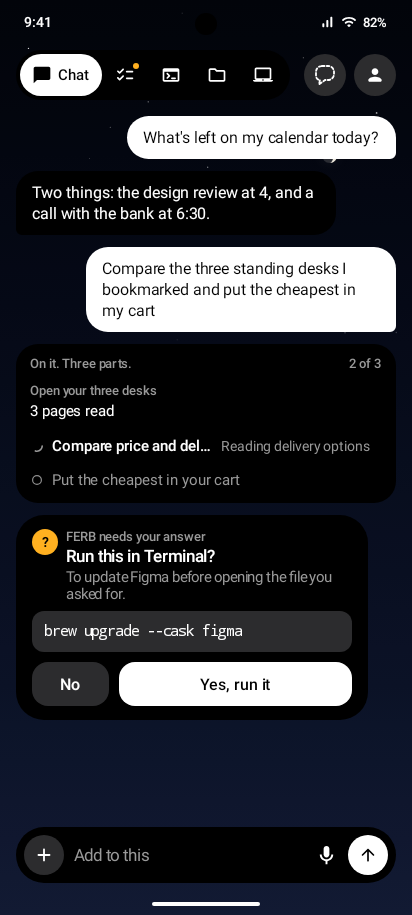 9:41
82%
Chat
What's left on my calendar today?
Two things: the design review at 4, and a
call with the bank at 6:30.
Compare the three standing desks I
bookmarked and put the cheapest in
my cart
On it. Three parts.
2 of 3
Open your three desks
3 pages read
Compare price and del... Reading delivery options
Put the cheapest in your cart
?
FERB needs your answer
Run this in Terminal?
To update Figma before opening the file you
asked for.
brew upgrade --cask figma
No
Yes, run it
Add to this